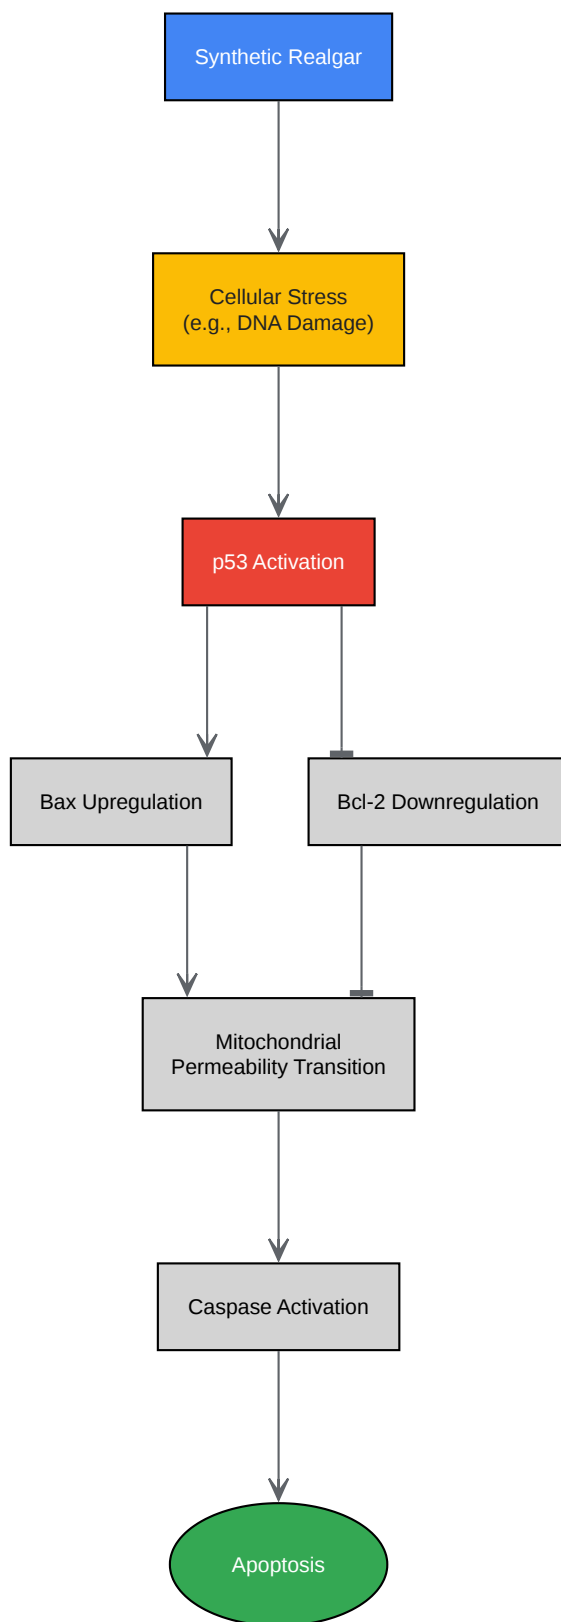 Synthetic Realgar
Cellular Stress
(e.g., DNA Damage)
p53 Activation
Bax Upregulation
Bcl-2 Downregulation
Mitochondrial
Permeability Transition
Caspase Activation
Apoptosis